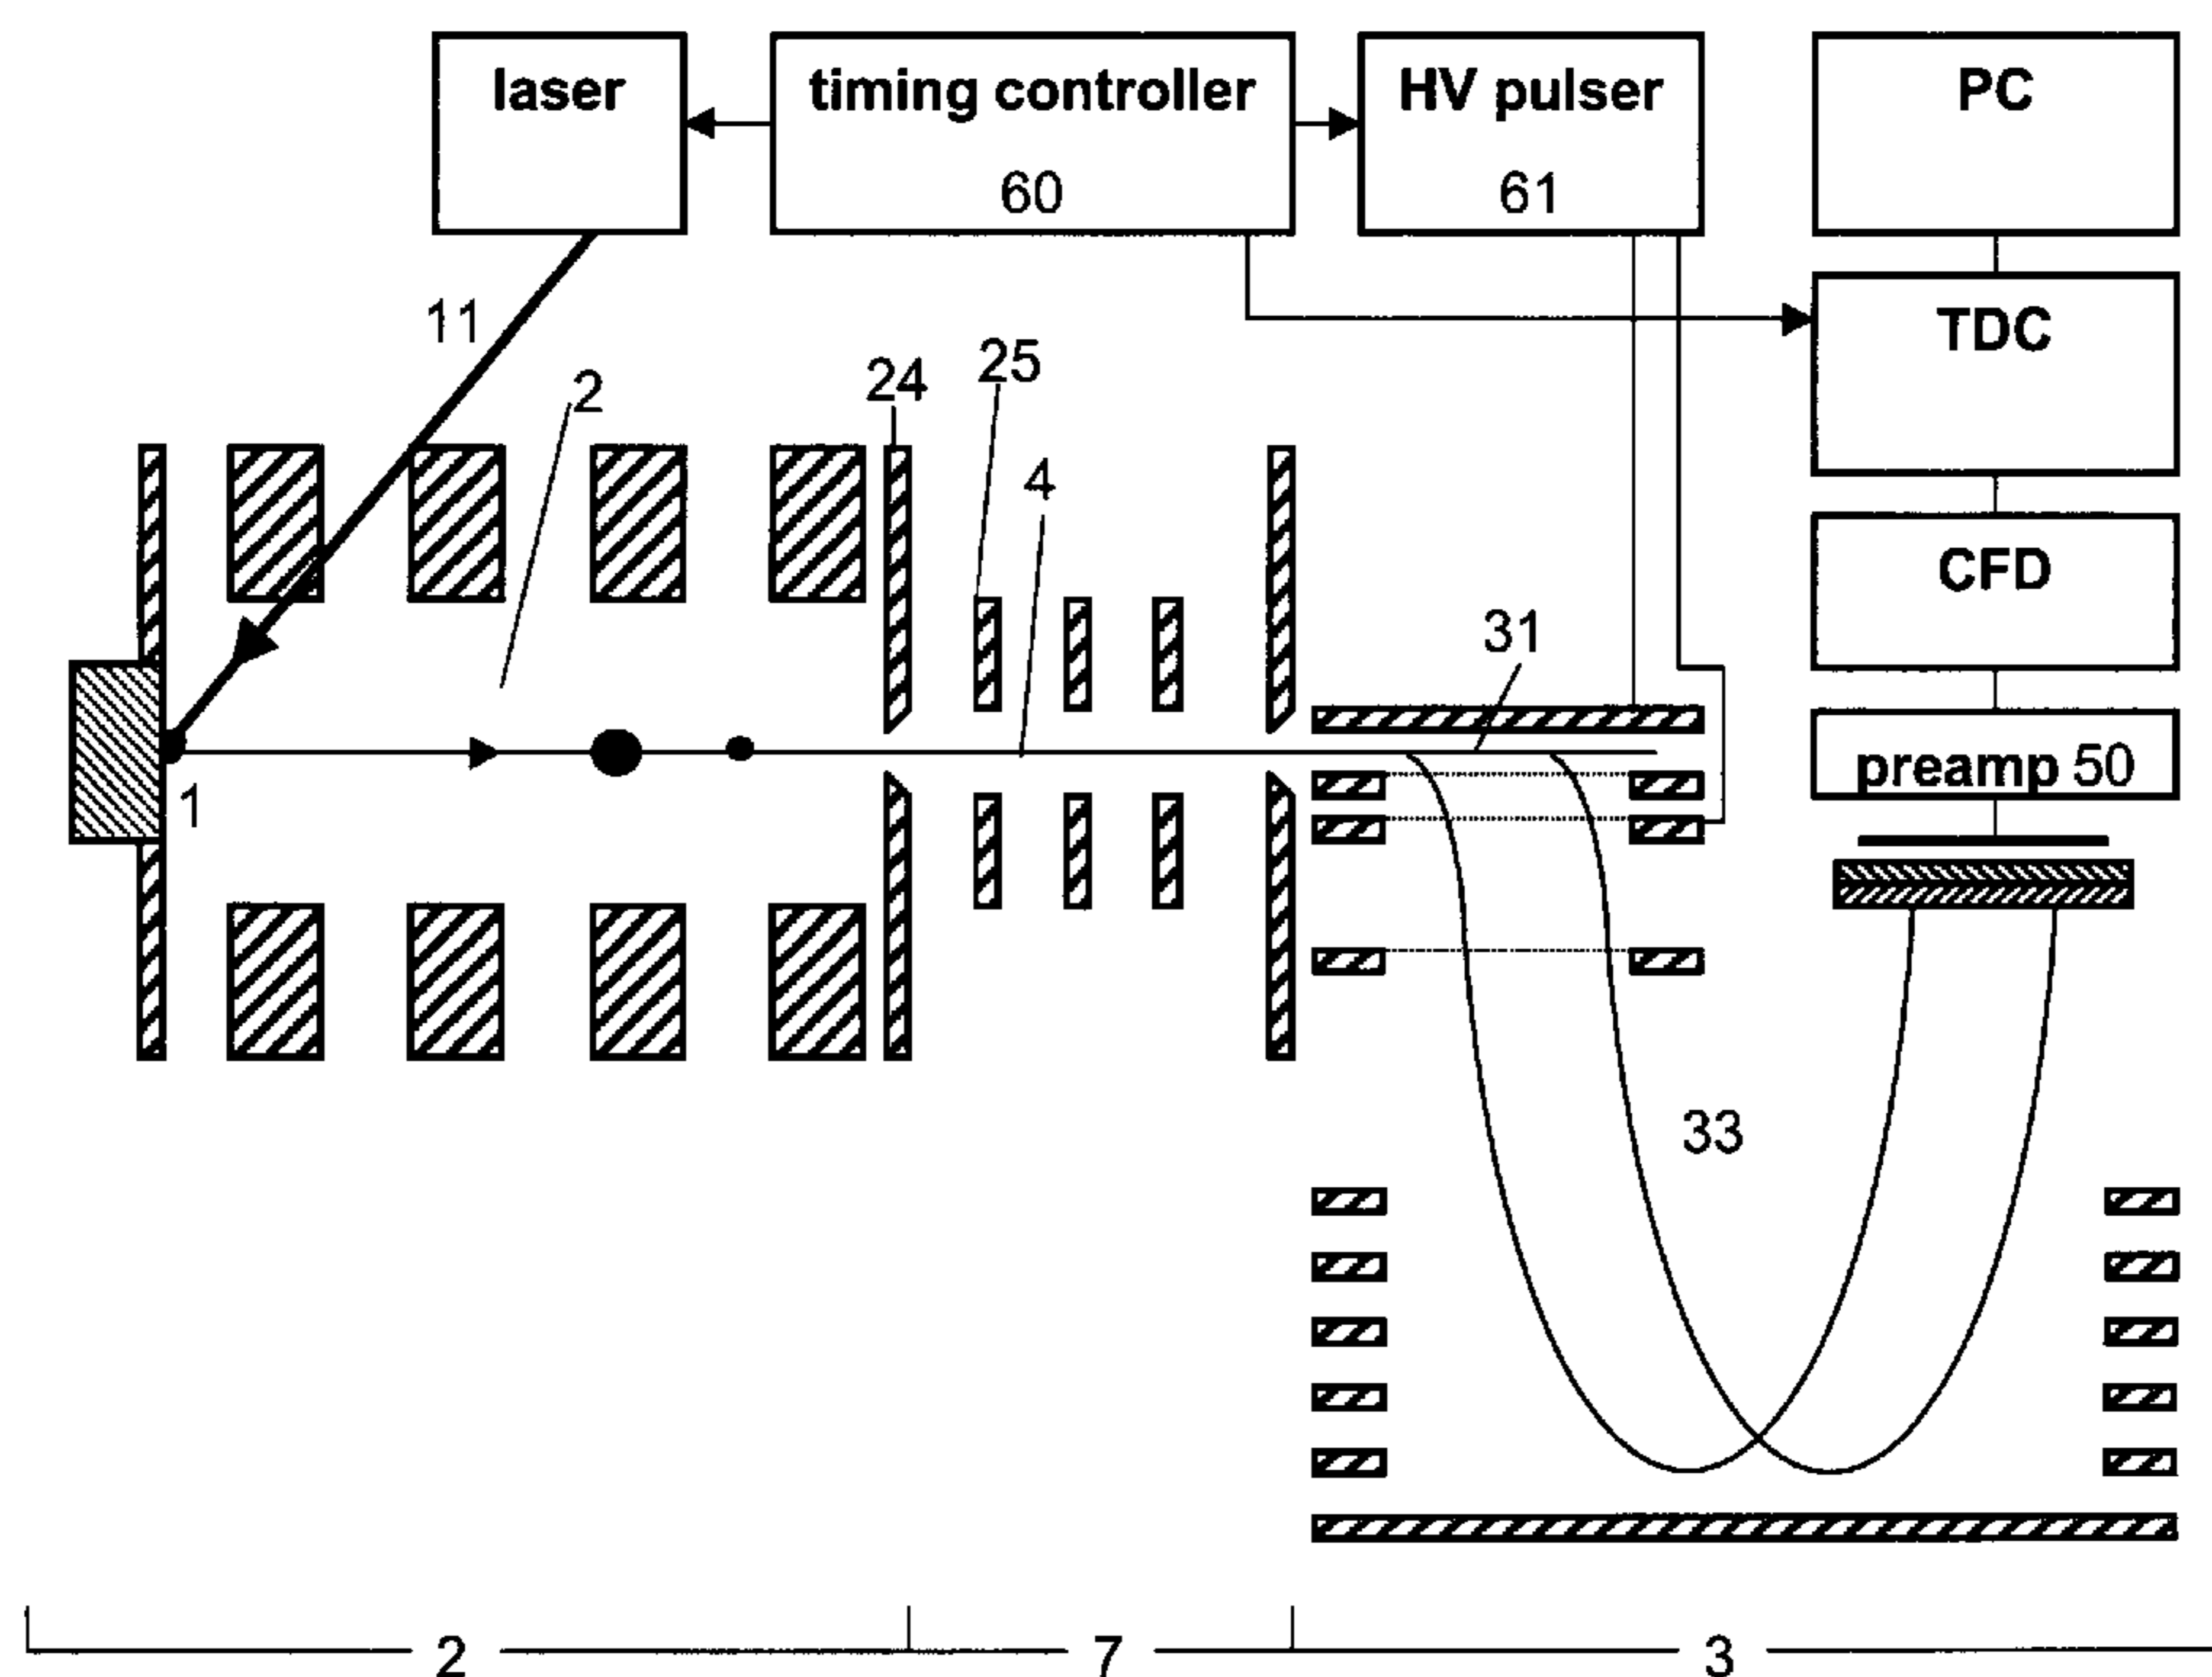 laser
timing controller
60
HV pulser
61
PC
TDC
CFD
preamp 50
11
2
24
25
4
31
1
33
2
7
3